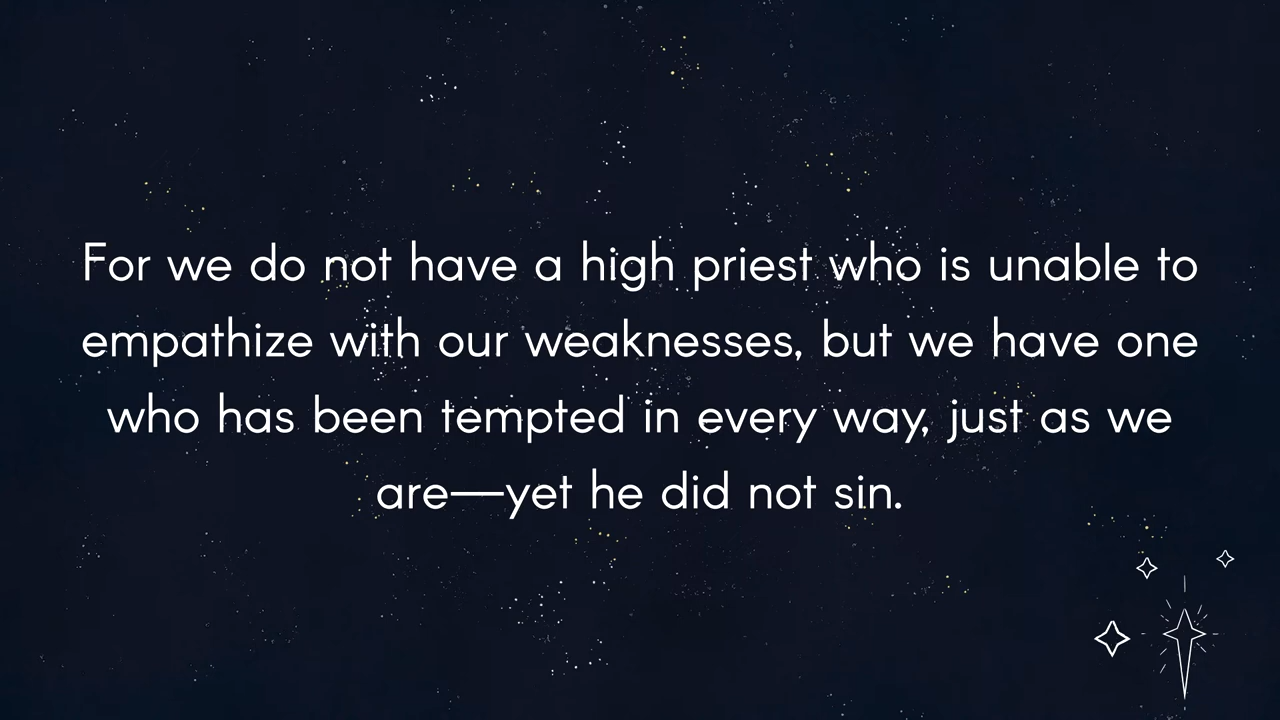 For we do not have a high priest who is unable to
empathize with our weaknesses, but we have one
who has been tempted in every way, just as we
are—yet he did not sin.